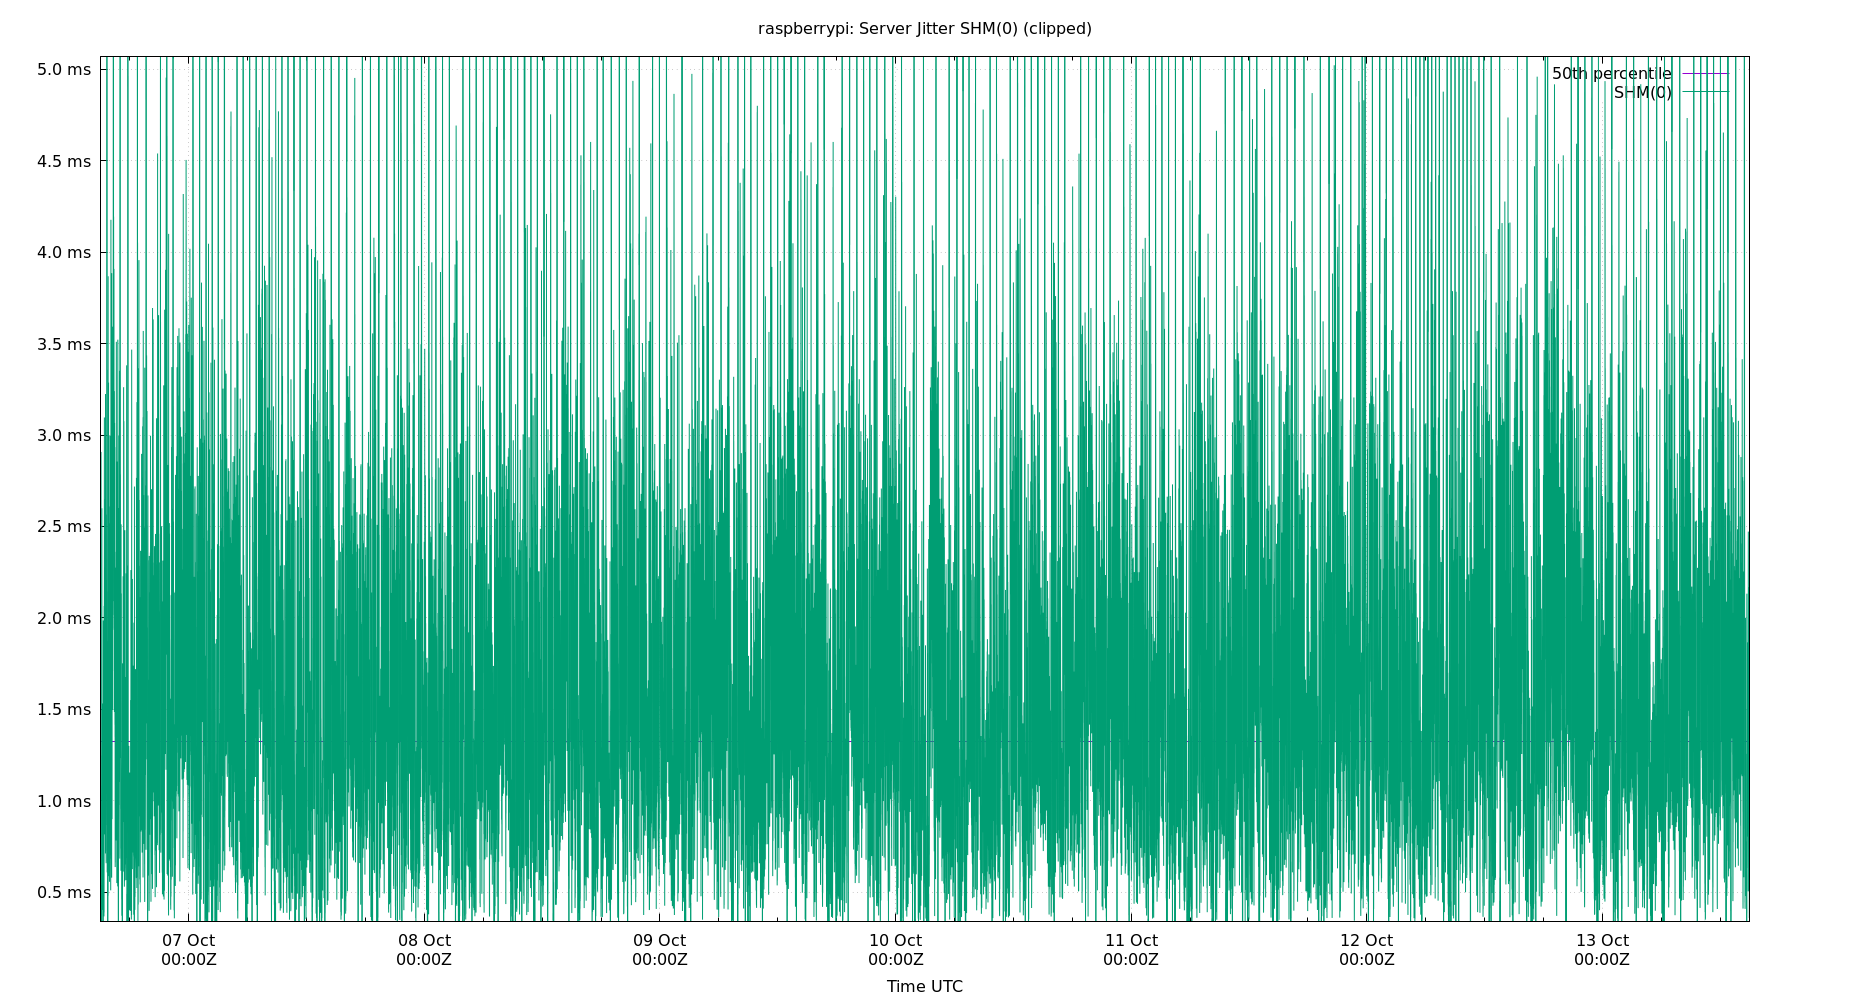 raspberrypi: Server Jitter SHM(0) (clipped)
5.0 ms
50th percentile
SHM(0)
4.5 ms
4.0 ms
3.5 ms
3.0 ms
2.5 ms
2.0 ms
1.5 ms
1.0 ms
0.5 ms
07 Oct 08 Oct 09 Oct 10 Oct 11 Oct 12 Oct 13 Oct
00:00Z 00:00Z 00:00Z 00:00Z 00:00Z 00:00Z 00:00Z
Time UTC